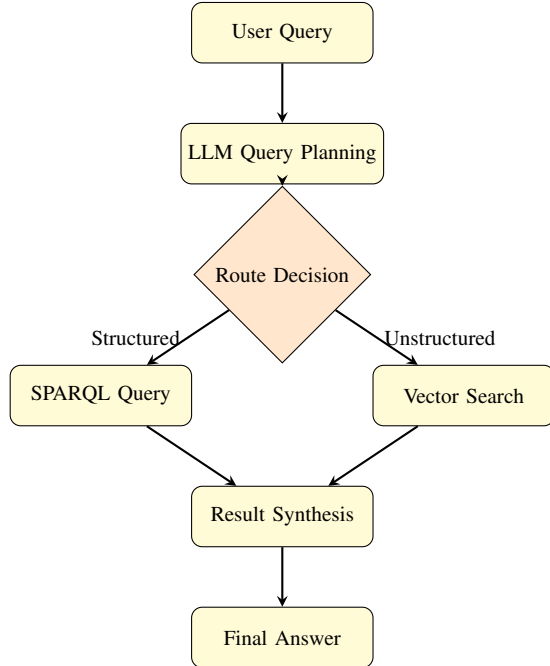 User Query
LLM Query Planning
Route Decision
Structured
Unstructured
SPARQL Query
Vector Search
Result Synthesis
Final Answer